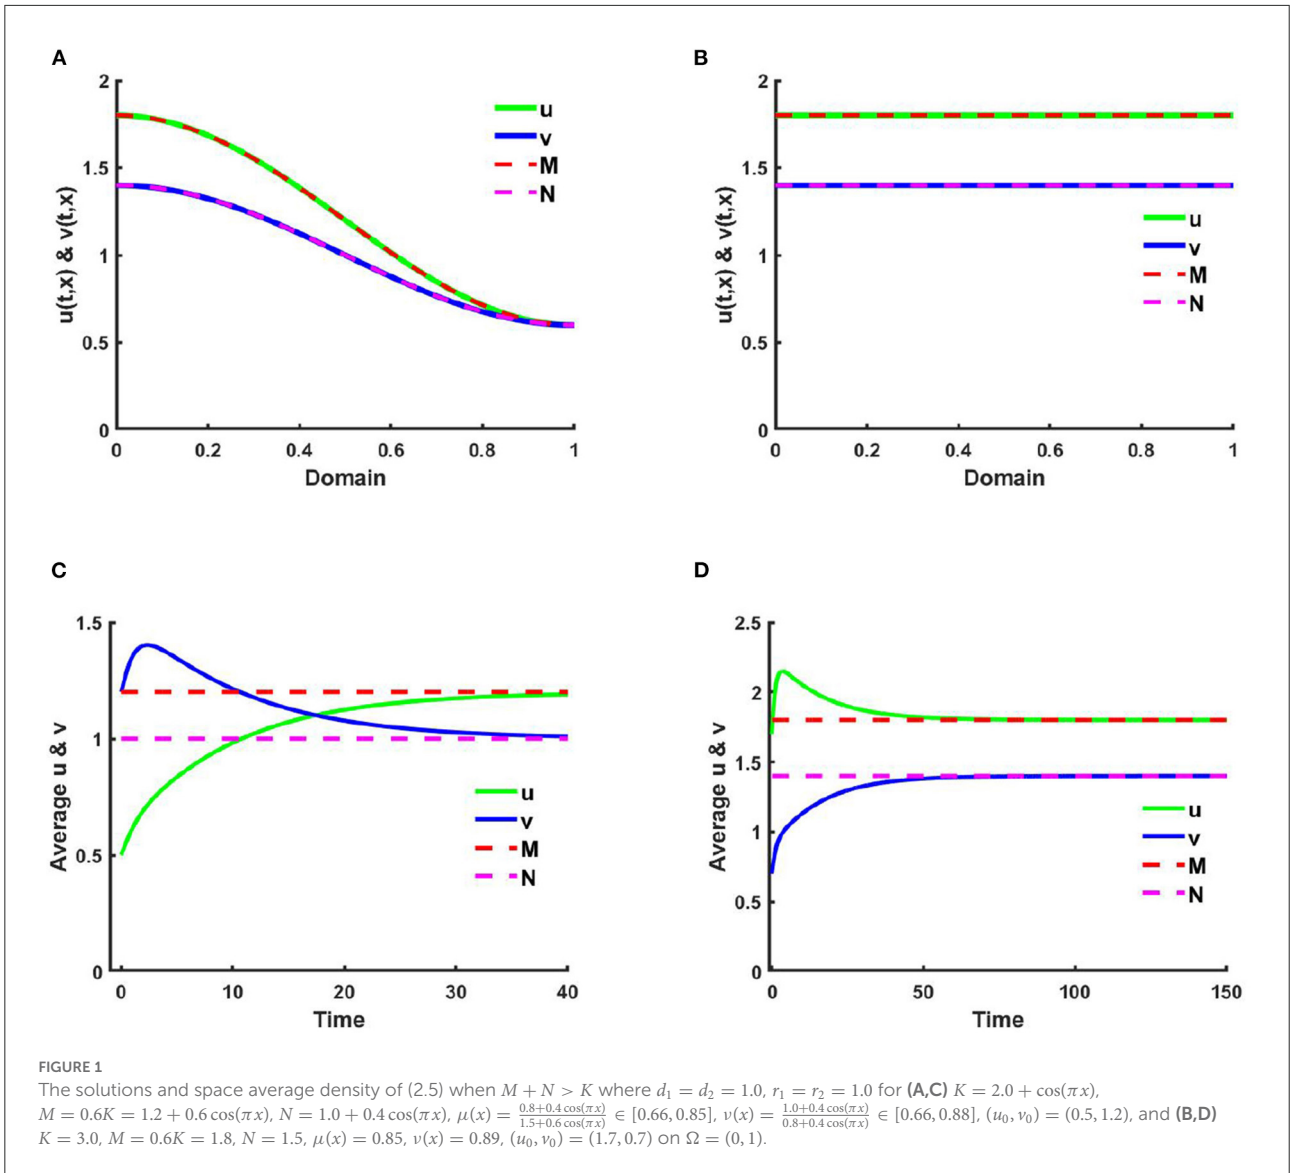 A
2
1.5
1
0.5
0
u(t,x) & v(t,x)
0 0.2 0.4 0.6 0.8 1
Domain
u
v
M
N
B
2
1.5
1
0.5
0
u(t,x) & v(t,x)
0 0.2 0.4 0.6 0.8 1
Domain
u
v
M
N
C
1.5
1
0.5
0
Average u & v
0 10 20 30 40
Time
u
v
M
N
D
2.5
2
1.5
1
0.5
0
Average u & v
0 50 100 150
Time
u
v
M
N
FIGURE 1
The solutions and space average density of (2.5) when M + N > K where d₁ = d₂ = 1.0, r₁ = r₂ = 1.0 for (A,C) K = 2.0 + cos(πx),
M = 0.6K = 1.2 + 0.6 cos(πx), N = 1.0 + 0.4 cos(πx), μ(x) = (0.8+0.4 cos(πx))/(1.5+0.6 cos(πx)) ∈ [0.66, 0.85], ν(x) = (1.0+0.4 cos(πx))/(0.8+0.4 cos(πx)) ∈ [0.66, 0.88], (u₀, v₀) = (0.5, 1.2), and (B,D)
K = 3.0, M = 0.6K = 1.8, N = 1.5, μ(x) = 0.85, ν(x) = 0.89, (u₀, v₀) = (1.7, 0.7) on Ω = (0, 1).